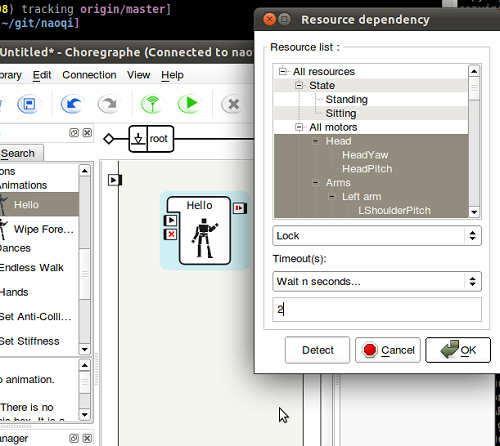 08) tracking origin/master]
~/git/naoqi]
Untitled* - Choregraphe (Connected to nao
brary Edit Connection View Help
Search
ons
Animations
Hello
Wipe Fore...
Dances
Endless Walk
Hands
Set Anti-Colli...
Set Stiffness
o animation.
There is no
root
Hello
Resource dependency
Resource list :
All resources
State
Standing
Sitting
All motors
Head
HeadYaw
HeadPitch
Arms
Left arm
LShoulderPitch
Lock
Timeout(s):
Wait n seconds...
2
Detect
Cancel
OK